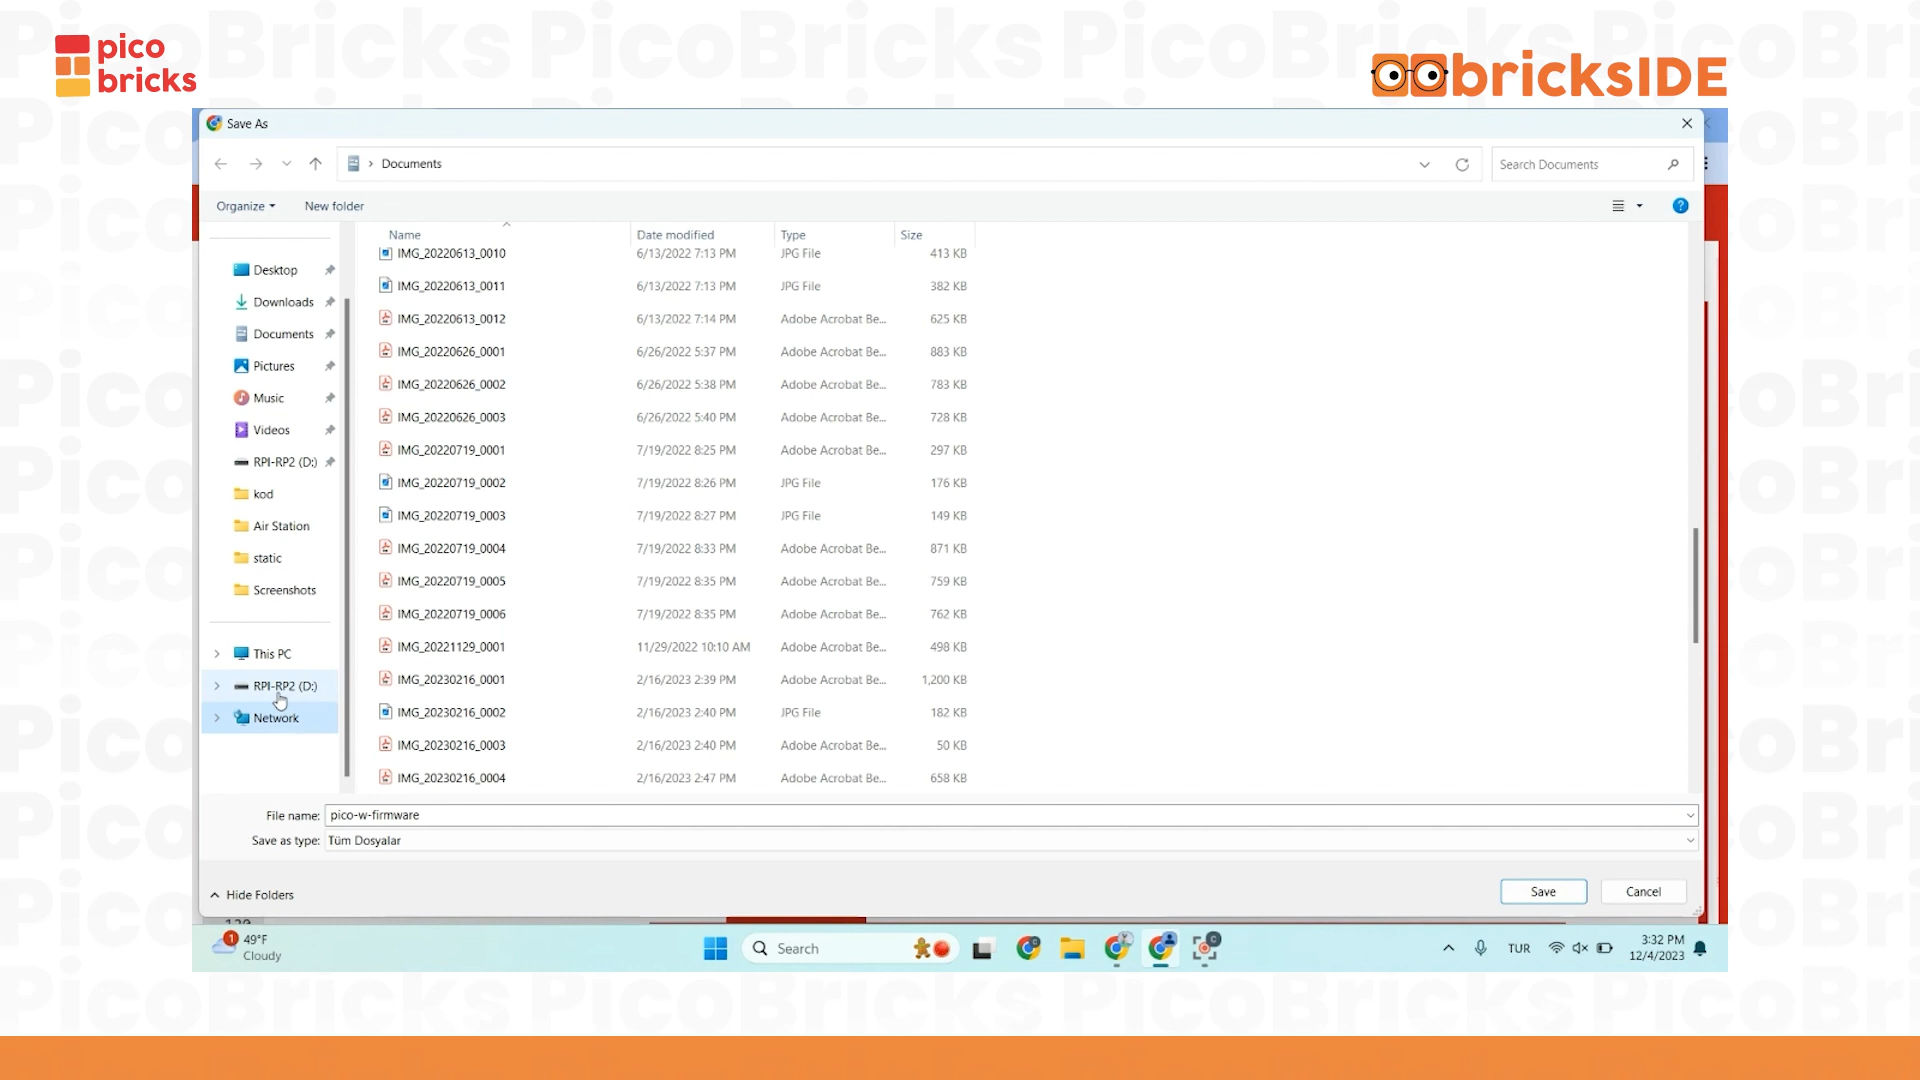 pico
bricks
bricksIDE
Save As
Documents
Search Documents
Organize
New folder
Name Date modified Type Size
IMG_20220613_0010 6/13/2022 7:13 PM JPG File 413 KB
IMG_20220613_0011 6/13/2022 7:13 PM JPG File 382 KB
IMG_20220613_0012 6/13/2022 7:14 PM Adobe Acrobat Be... 625 KB
IMG_20220626_0001 6/26/2022 5:37 PM Adobe Acrobat Be... 883 KB
IMG_20220626_0002 6/26/2022 5:38 PM Adobe Acrobat Be... 783 KB
IMG_20220626_0003 6/26/2022 5:40 PM Adobe Acrobat Be... 728 KB
IMG_20220719_0001 7/19/2022 8:25 PM Adobe Acrobat Be... 297 KB
IMG_20220719_0002 7/19/2022 8:26 PM JPG File 176 KB
IMG_20220719_0003 7/19/2022 8:27 PM JPG File 149 KB
IMG_20220719_0004 7/19/2022 8:33 PM Adobe Acrobat Be... 871 KB
IMG_20220719_0005 7/19/2022 8:35 PM Adobe Acrobat Be... 759 KB
IMG_20220719_0006 7/19/2022 8:35 PM Adobe Acrobat Be... 762 KB
IMG_20221129_0001 11/29/2022 10:10 AM Adobe Acrobat Be... 498 KB
IMG_20230216_0001 2/16/2023 2:39 PM Adobe Acrobat Be... 1,200 KB
IMG_20230216_0002 2/16/2023 2:40 PM JPG File 182 KB
IMG_20230216_0003 2/16/2023 2:40 PM Adobe Acrobat Be... 50 KB
IMG_20230216_0004 2/16/2023 2:47 PM Adobe Acrobat Be... 658 KB
Desktop
Downloads
Documents
Pictures
Music
Videos
RPI-RP2 (D:)
kod
Air Station
static
Screenshots
This PC
RPI-RP2 (D:)
Network
File name: pico-w-firmware
Save as type: Tüm Dosyalar
Hide Folders
Save
Cancel
1
49°F
Cloudy
Search
TUR
3:32 PM
12/4/2023